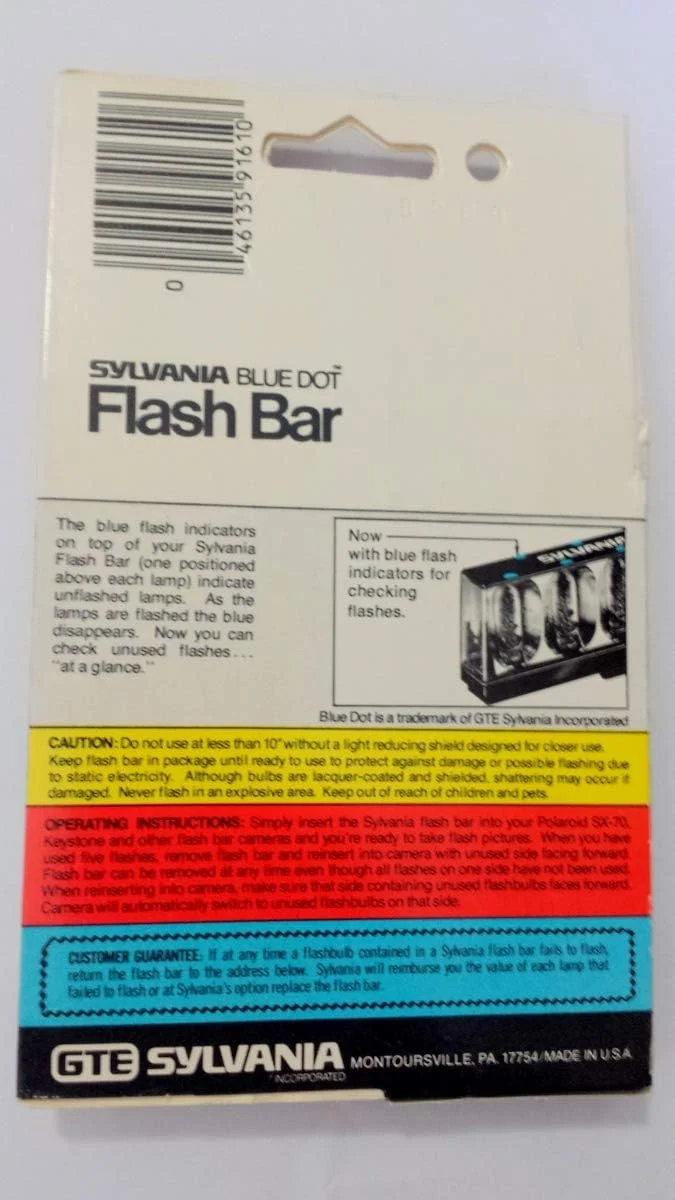 0 46135 91610
SYLVANIA BLUE DOT™
Flash Bar
The blue flash indicators
on top of your Sylvania
Flash Bar (one positioned
above each lamp) indicate
unflashed lamps. As the
lamps are flashed the blue
disappears. Now you can
check unused flashes...
"at a glance."
Now
with blue flash
indicators for
checking
flashes.
SYLVANIA
Blue Dot is a trademark of GTE Sylvania Incorporated
CAUTION: Do not use at less than 10" without a light reducing shield designed for closer use.
Keep flash bar in package until ready to use to protect against damage or possible flashing due
to static electricity. Although bulbs are lacquer-coated and shielded, shattering may occur if
damaged. Never flash in an explosive area. Keep out of reach of children and pets.
OPERATING INSTRUCTIONS: Simply insert the Sylvania flash bar into your Polaroid SX-70,
Keystone and other flash bar cameras and you're ready to take flash pictures. When you have
used five flashes, remove flash bar and reinsert into camera with unused side facing forward.
Flash bar can be removed at any time even though all flashes on one side have not been used.
When reinserting into camera, make sure that side containing unused flashbulbs faces forward.
Camera will automatically switch to unused flashbulbs on that side.
CUSTOMER GUARANTEE: If at any time a flashbulb contained in a Sylvania flash bar fails to flash,
return the flash bar to the address below. Sylvania will reimburse you the value of each lamp that
failed to flash or at Sylvania's option replace the flash bar.
GTE SYLVANIA MONTOURSVILLE, PA. 17754/MADE IN U.S.A.
INCORPORATED